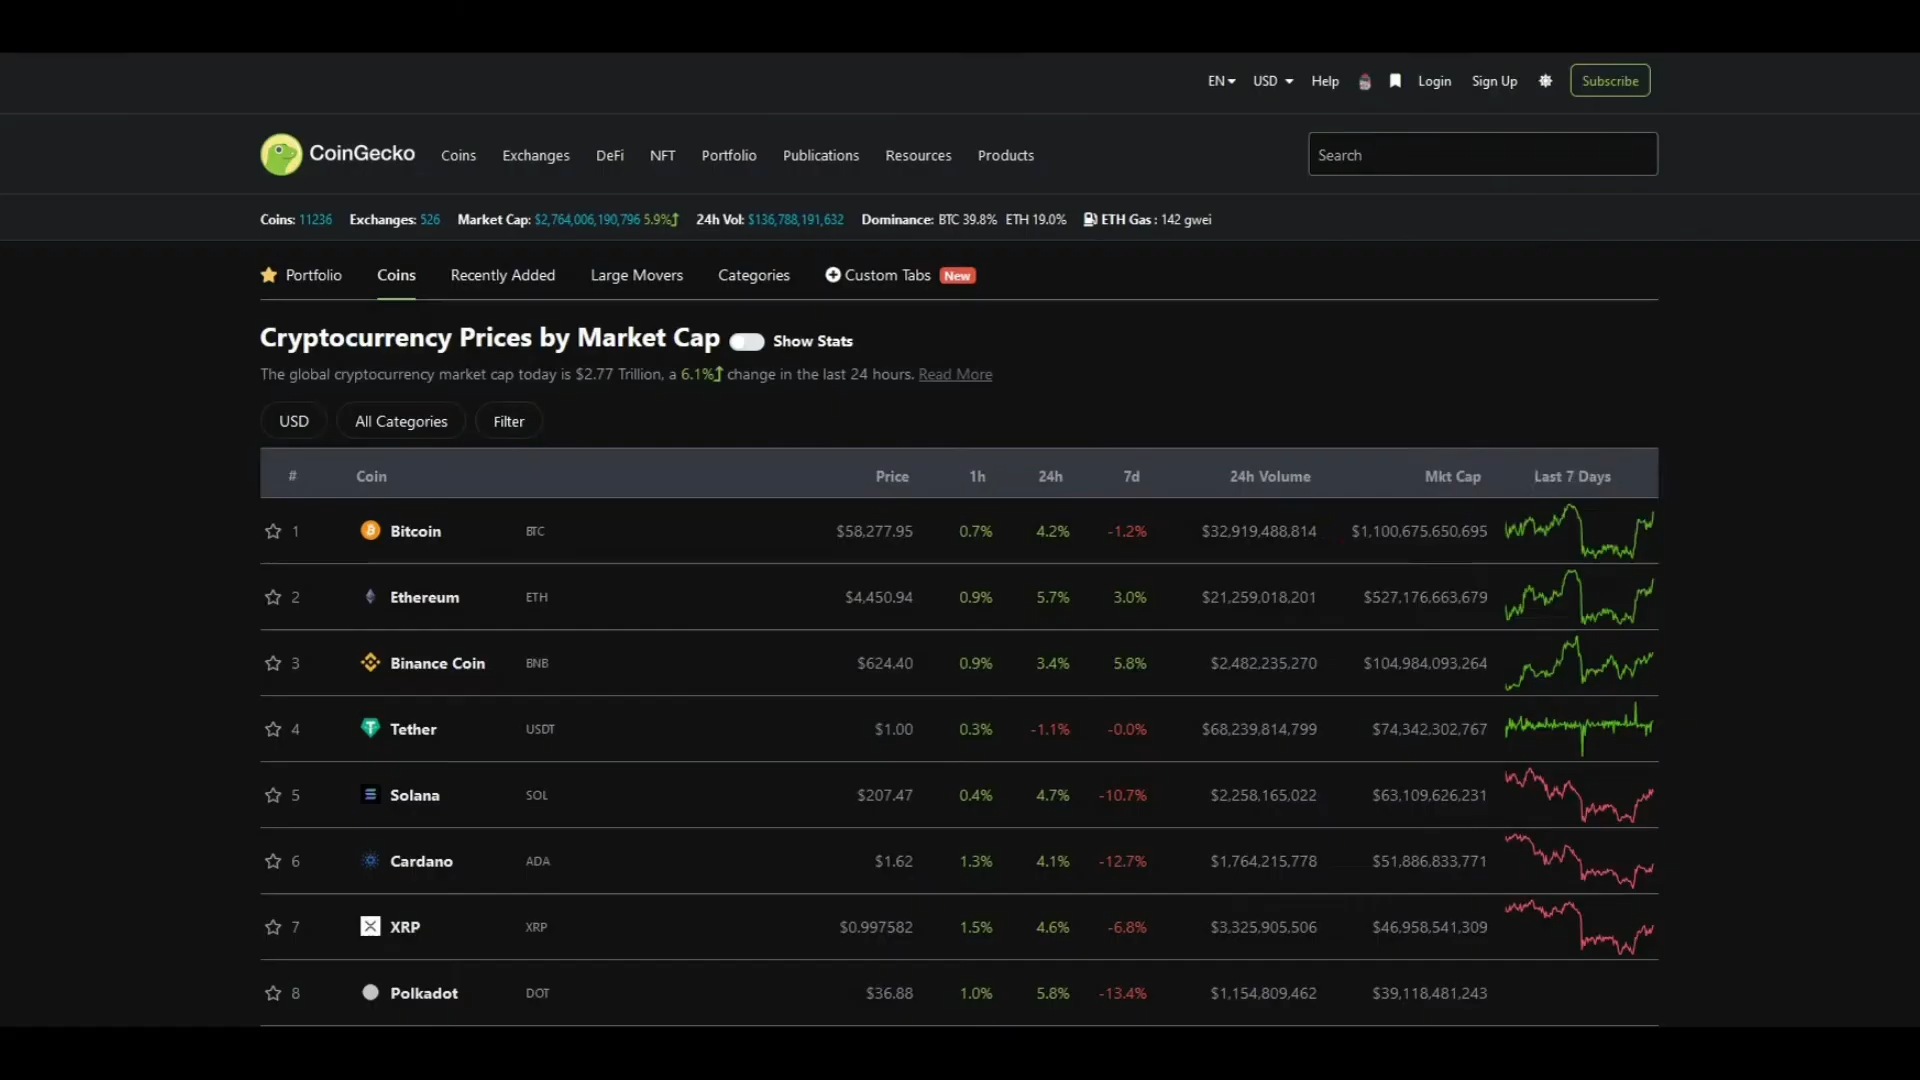 EN USD Help Login Sign Up Subscribe
CoinGecko Coins Exchanges DeFi NFT Portfolio Publications Resources Products Search
Coins: 11236 Exchanges: 526 Market Cap: $2,764,006,190,796 5.9% 24h Vol: $136,788,191,632 Dominance: BTC 39.8% ETH 19.0% ETH Gas : 142 gwei
Portfolio Coins Recently Added Large Movers Categories Custom Tabs New
Cryptocurrency Prices by Market Cap Show Stats
The global cryptocurrency market cap today is $2.77 Trillion, a 6.1% change in the last 24 hours. Read More
USD All Categories Filter
# Coin Price 1h 24h 7d 24h Volume Mkt Cap Last 7 Days
1 Bitcoin BTC $58,277.95 0.7% 4.2% -1.2% $32,919,488,814 $1,100,675,650,695
2 Ethereum ETH $4,450.94 0.9% 5.7% 3.0% $21,259,018,201 $527,176,663,679
3 Binance Coin BNB $624.40 0.9% 3.4% 5.8% $2,482,235,270 $104,984,093,264
4 Tether USDT $1.00 0.3% -1.1% -0.0% $68,239,814,799 $74,342,302,767
5 Solana SOL $207.47 0.4% 4.7% -10.7% $2,258,165,022 $63,109,626,231
6 Cardano ADA $1.62 1.3% 4.1% -12.7% $1,764,215,778 $51,886,833,771
7 XRP XRP $0.997582 1.5% 4.6% -6.8% $3,325,905,506 $46,958,541,309
8 Polkadot DOT $36.88 1.0% 5.8% -13.4% $1,154,809,462 $39,118,481,243